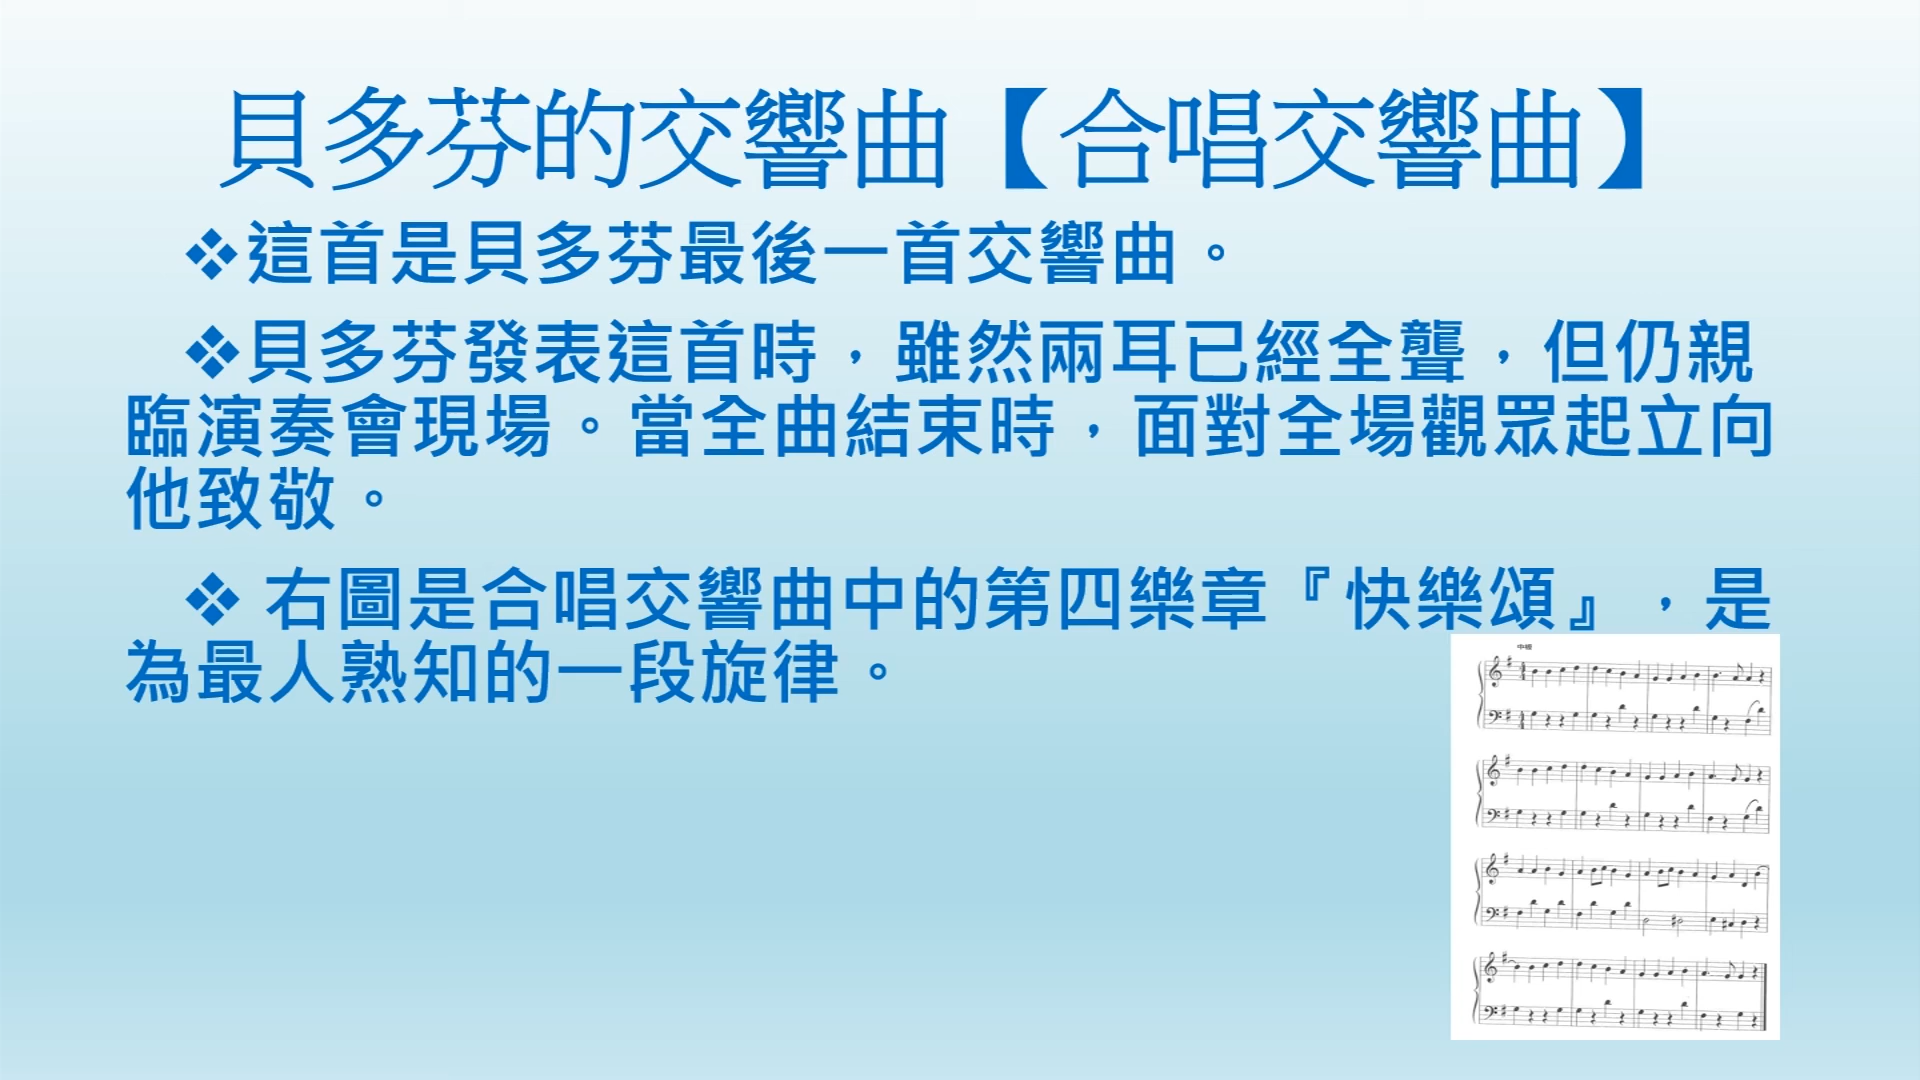 貝多芬的交響曲【合唱交響曲】
❖這首是貝多芬最後一首交響曲。
❖貝多芬發表這首時，雖然兩耳已經全聾，但仍親
臨演奏會現場。當全曲結束時，面對全場觀眾起立向
他致敬。
❖ 右圖是合唱交響曲中的第四樂章『快樂頌』，是
為最人熟知的一段旋律。